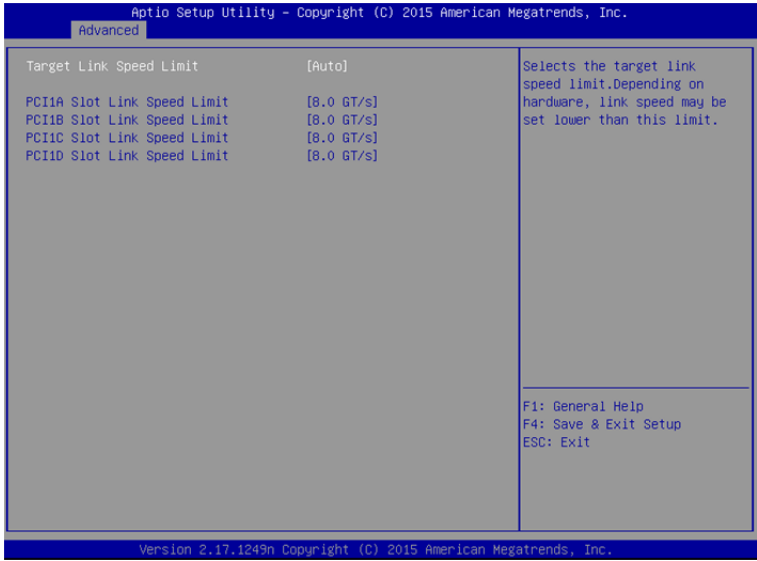 Aptio Setup Utility – Copyright (C) 2015 American Megatrends, Inc.
Advanced
Target Link Speed Limit [Auto]
PCI1A Slot Link Speed Limit [8.0 GT/s]
PCI1B Slot Link Speed Limit [8.0 GT/s]
PCI1C Slot Link Speed Limit [8.0 GT/s]
PCI1D Slot Link Speed Limit [8.0 GT/s]
Selects the target link
speed limit.Depending on
hardware, link speed may be
set lower than this limit.
F1: General Help
F4: Save & Exit Setup
ESC: Exit
Version 2.17.1249n Copyright (C) 2015 American Megatrends, Inc.